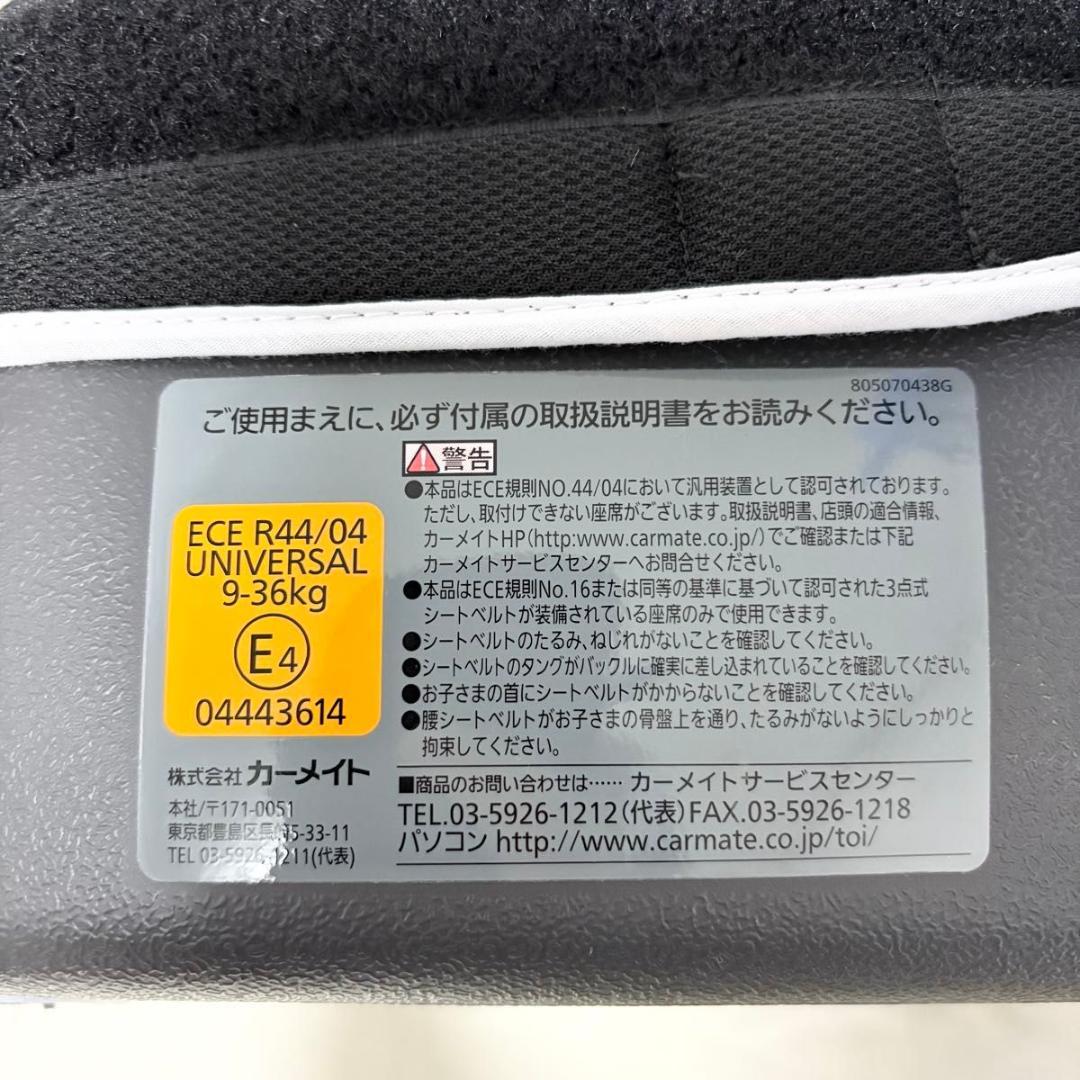 805070438G
ご使用まえに、必ず付属の取扱説明書をお読みください。
警告
●本品はECE規則NO.44/04において汎用装置として認可されております。
ただし、取付けできない座席がございます。取扱説明書、店頭の適合情報、
カーメイトHP(http:www.carmate.co.jp/)でご確認または下記
カーメイトサービスセンターへお問合せください。
●本品はECE規則No.16または同等の基準に基づいて認可された3点式
シートベルトが装備されている座席のみで使用できます。
●シートベルトのたるみ、ねじれがないことを確認してください。
●シートベルトのタングがバックルに確実に差し込まれていることを確認してください。
●お子さまの首にシートベルトがかからないことを確認してください。
●腰シートベルトがお子さまの骨盤上を通り、たるみがないようにしっかりと
拘束してください。
ECE R44/04
UNIVERSAL
9-36kg
E4
04443614
株式会社 カーメイト
本社/〒171-0051
東京都豊島区長 5-33-11
TEL 03-5926-1211(代表)
■商品のお問い合わせは…… カーメイトサービスセンター
TEL.03-5926-1212(代表)FAX.03-5926-1218
パソコン http://www.carmate.co.jp/toi/